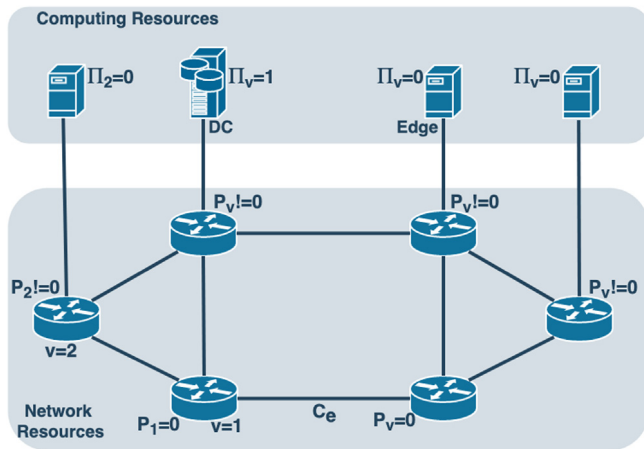 Computing Resources
Π₂=0
Πᵥ=1
Πᵥ=0
Πᵥ=0
DC
Edge
Pᵥ!=0
Pᵥ!=0
P₂!=0
Pᵥ!=0
v=2
Network
Resources
P₁=0
v=1
Cₑ
Pᵥ=0